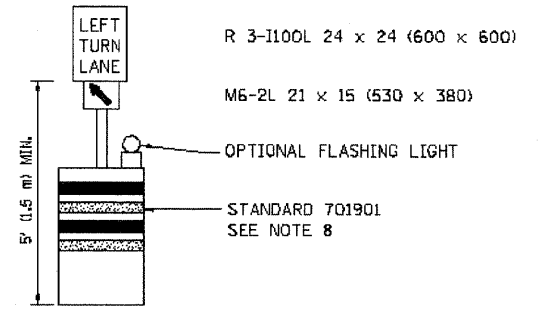 LEFT
TURN
LANE
R 3-I100L 24 x 24 (600 x 600)
M6-2L 21 x 15 (530 x 380)
OPTIONAL FLASHING LIGHT
STANDARD 701901
SEE NOTE 8
5' (1.5 m) MIN.